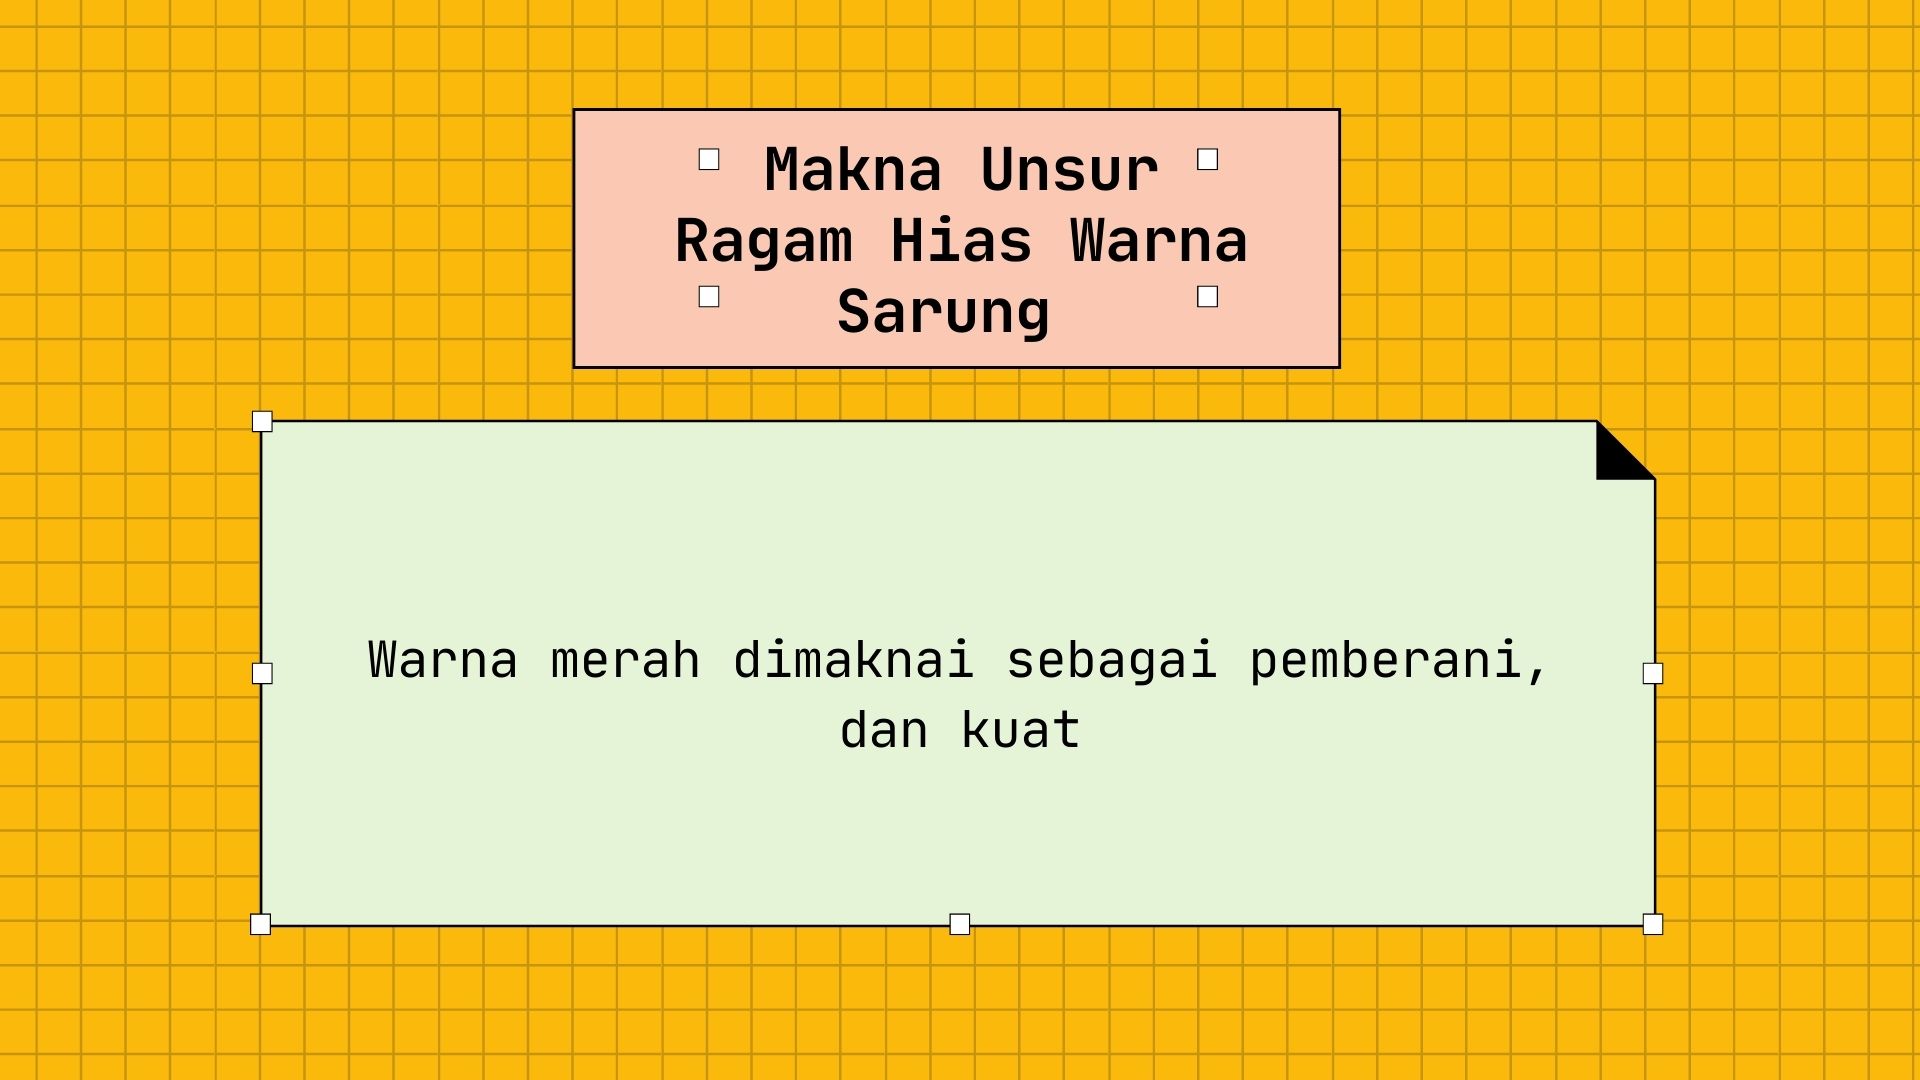 Makna Unsur
Ragam Hias Warna
Sarung
Warna merah dimaknai sebagai pemberani,
dan kuat